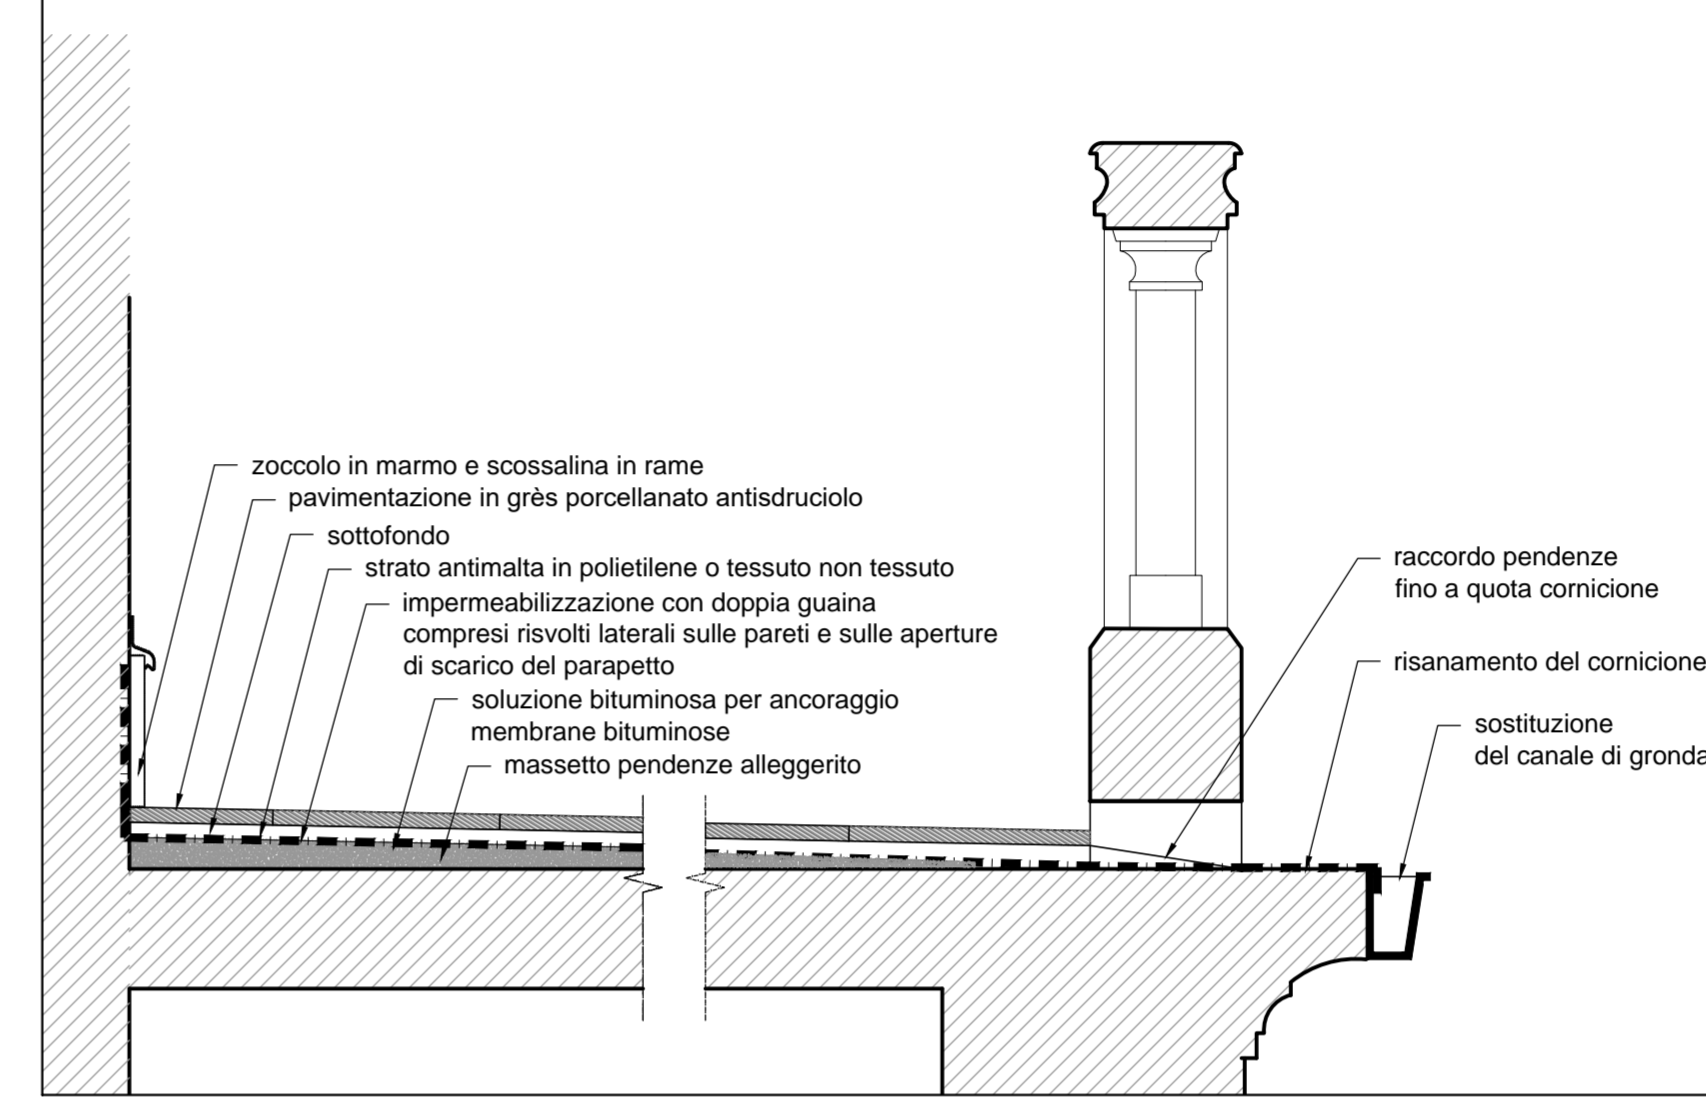 zoccolo in marmo e scossalina in rame
pavimentazione in grès porcellanato antisdruciolo
sottofondo
strato antimalta in polietilene o tessuto non tessuto
impermeabilizzazione con doppia guaina
compresi risvolti laterali sulle pareti e sulle aperture
di scarico del parapetto
soluzione bituminosa per ancoraggio
membrane bituminose
massetto pendenze alleggerito
raccordo pendenze
fino a quota cornicione
risanamento del cornicione
sostituzione
del canale di gronda